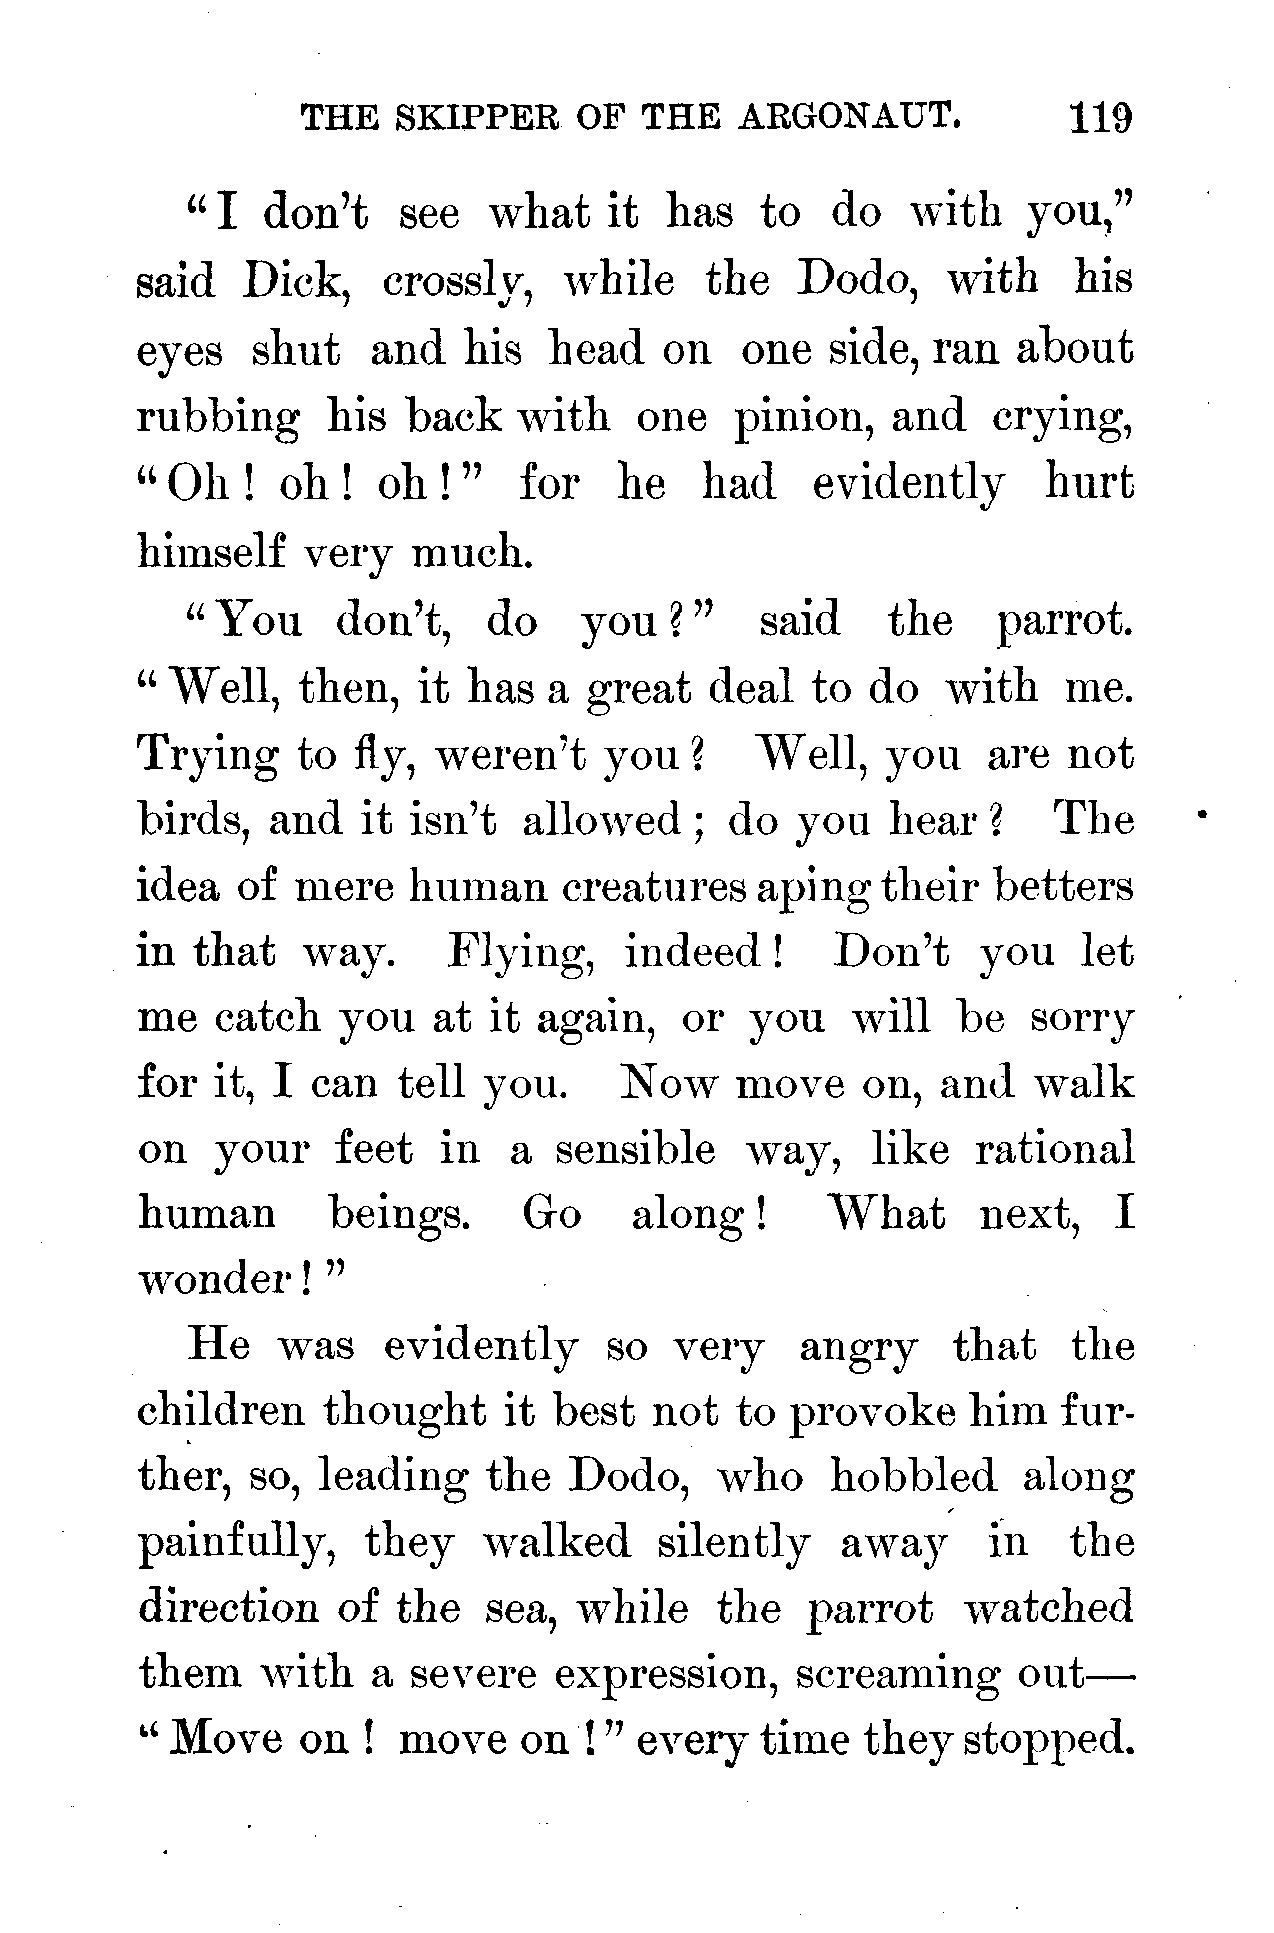 THE SKIPPER OF THE ARGONAUT. 119
“I don’t see what it has to do with you,”
said Dick, crossly, while the Dodo, with his
eyes shut and his head on one side, ran about
rubbing his back with one pinion, and crying,
“Oh! oh! oh!” for he had evidently hurt
himself very much.
“You don’t, do you?” said the parrot.
“Well, then, it has a great deal to do with me.
Trying to fly, weren’t you? Well, you are not
birds, and it isn’t allowed; do you hear? The
idea of mere human creatures aping their betters
in that way. Flying, indeed! Don’t you let
me catch you at it again, or you will be sorry
for it, I can tell you. Now move on, and walk
on your feet in a sensible way, like rational
human beings. Go along! What next, I
wonder!”
He was evidently so very angry that the
children thought it best not to provoke him fur-
ther, so, leading the Dodo, who hobbled along
painfully, they walked silently away in the
direction of the sea, while the parrot watched
them with a severe expression, screaming out—
“Move on! move on!” every time they stopped.